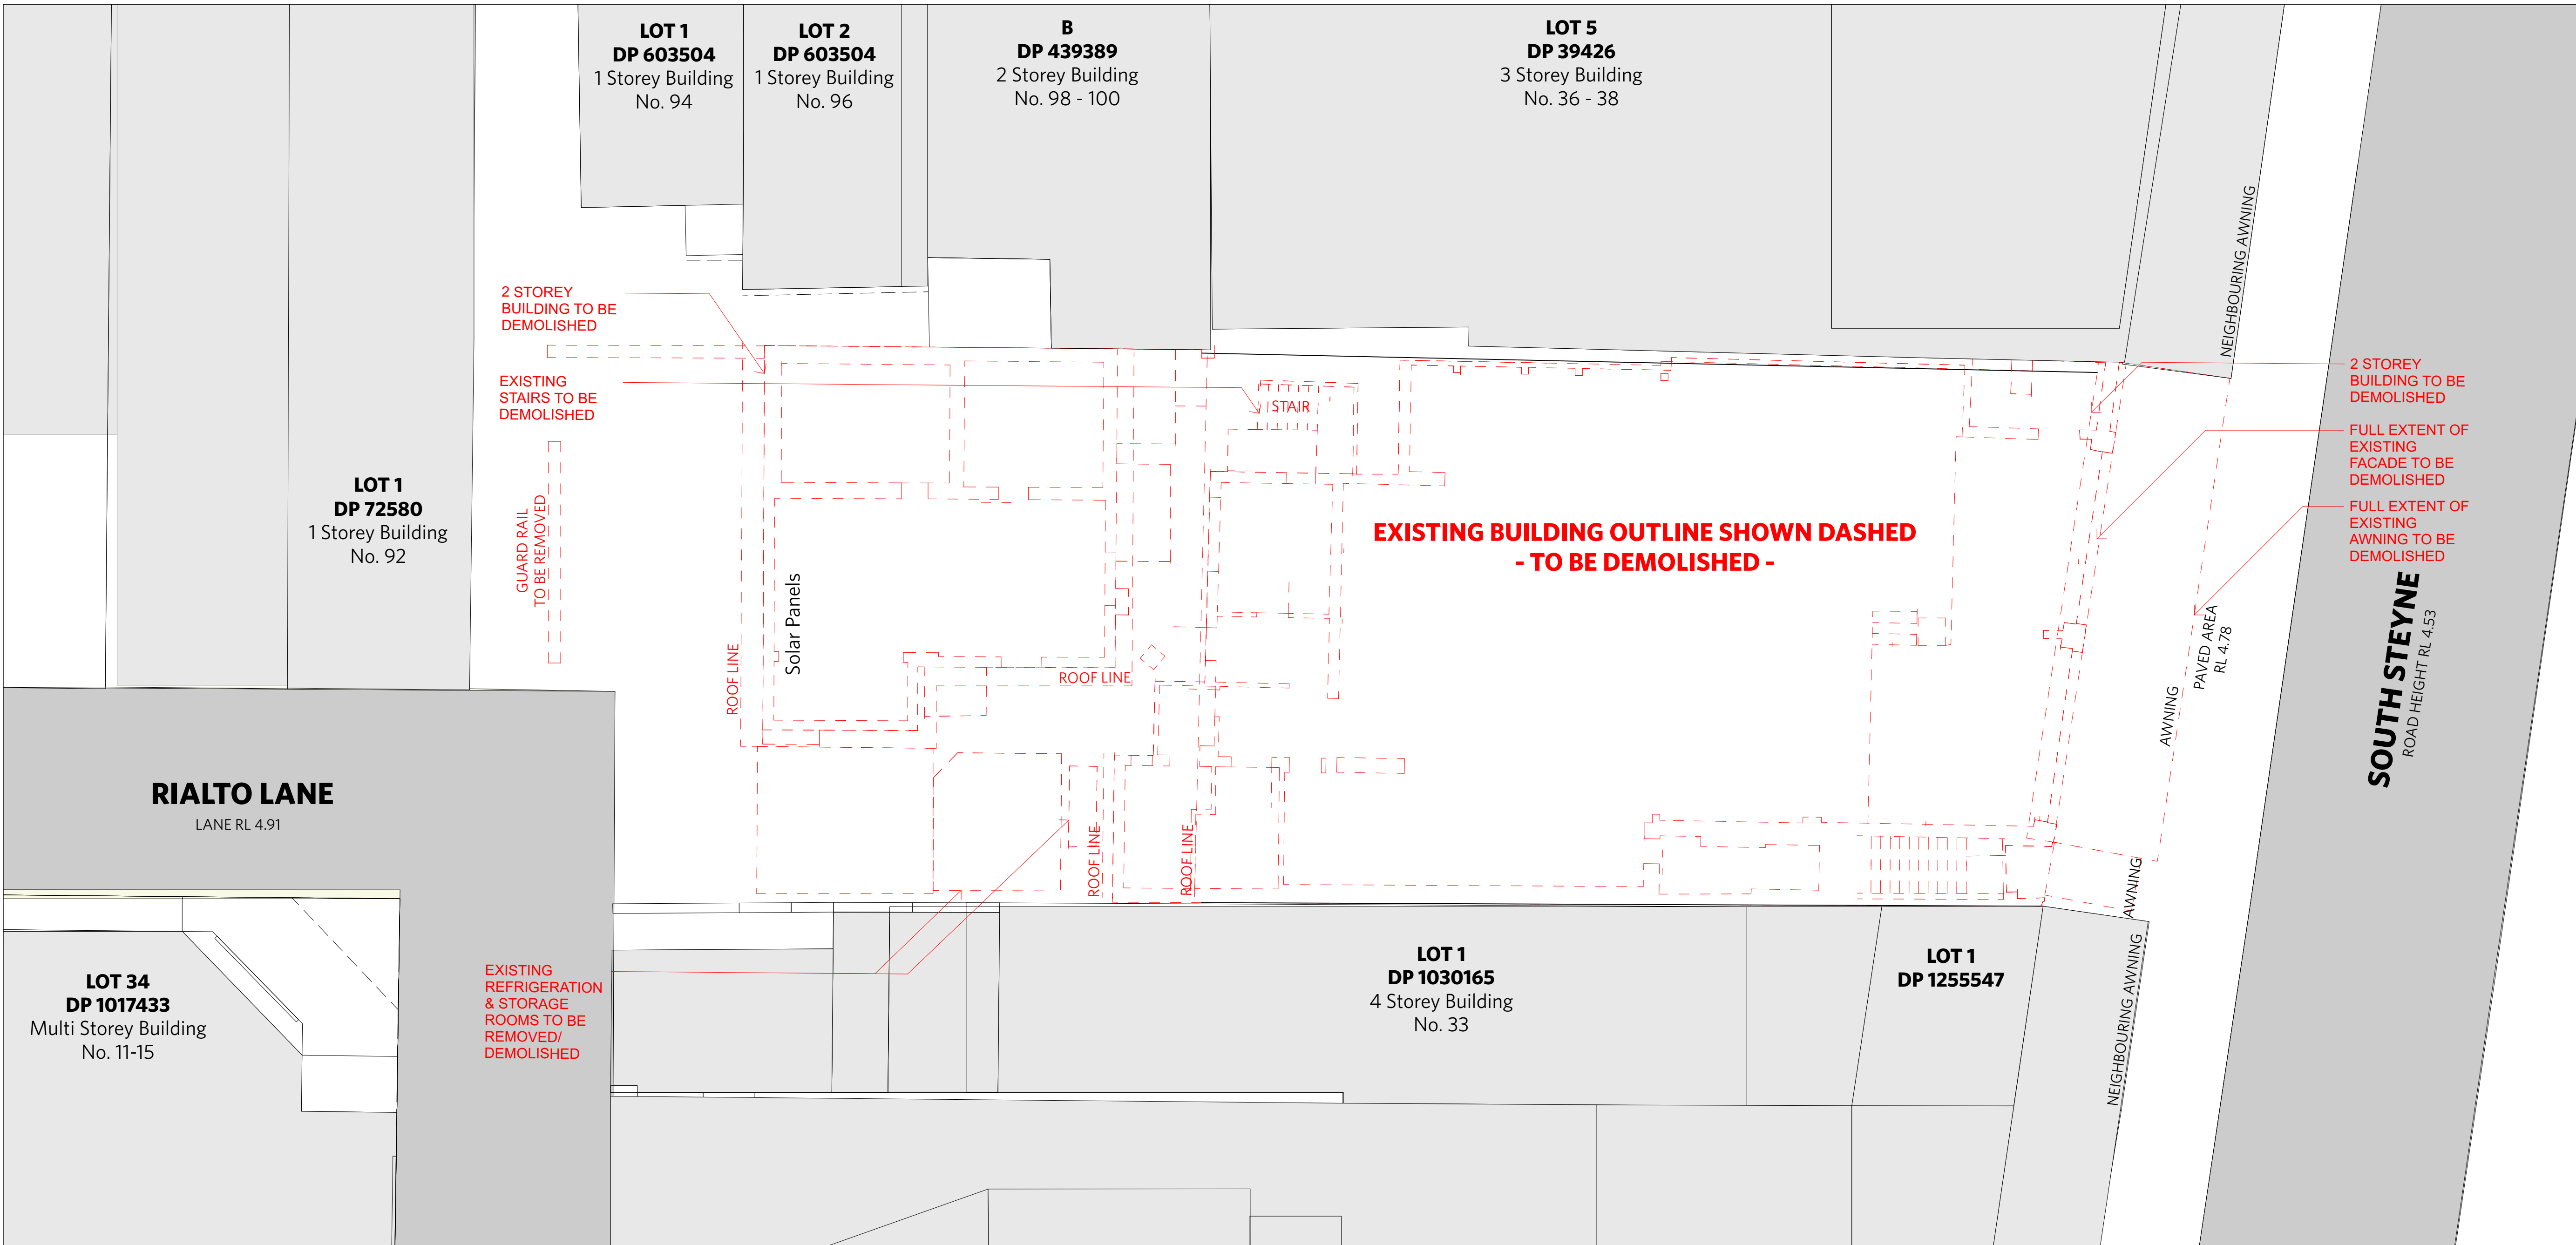 LOT 1
DP 603504
1 Storey Building
No. 94
LOT 2
DP 603504
1 Storey Building
No. 96
B
DP 439389
2 Storey Building
No. 98 - 100
LOT 5
DP 39426
3 Storey Building
No. 36 - 38
NEIGHBOURING AWNING
2 STOREY
BUILDING TO BE
DEMOLISHED
EXISTING
STAIRS TO BE
DEMOLISHED
STAIR
2 STOREY
BUILDING TO BE
DEMOLISHED
FULL EXTENT OF
EXISTING
FACADE TO BE
DEMOLISHED
FULL EXTENT OF
EXISTING
AWNING TO BE
DEMOLISHED
LOT 1
DP 72580
1 Storey Building
No. 92
GUARD RAIL
TO BE REMOVED
EXISTING BUILDING OUTLINE SHOWN DASHED
- TO BE DEMOLISHED -
Solar Panels
ROOF LINE
ROOF LINE
PAVED AREA
RL 4.78
AWNING
SOUTH STEYNE
ROAD HEIGHT RL 4.53
RIALTO LANE
LANE RL 4.91
ROOF LINE
ROOF LINE
AWNING
EXISTING
REFRIGERATION
& STORAGE
ROOMS TO BE
REMOVED/
DEMOLISHED
LOT 34
DP 1017433
Multi Storey Building
No. 11-15
LOT 1
DP 1030165
4 Storey Building
No. 33
LOT 1
DP 1255547
NEIGHBOURING AWNING